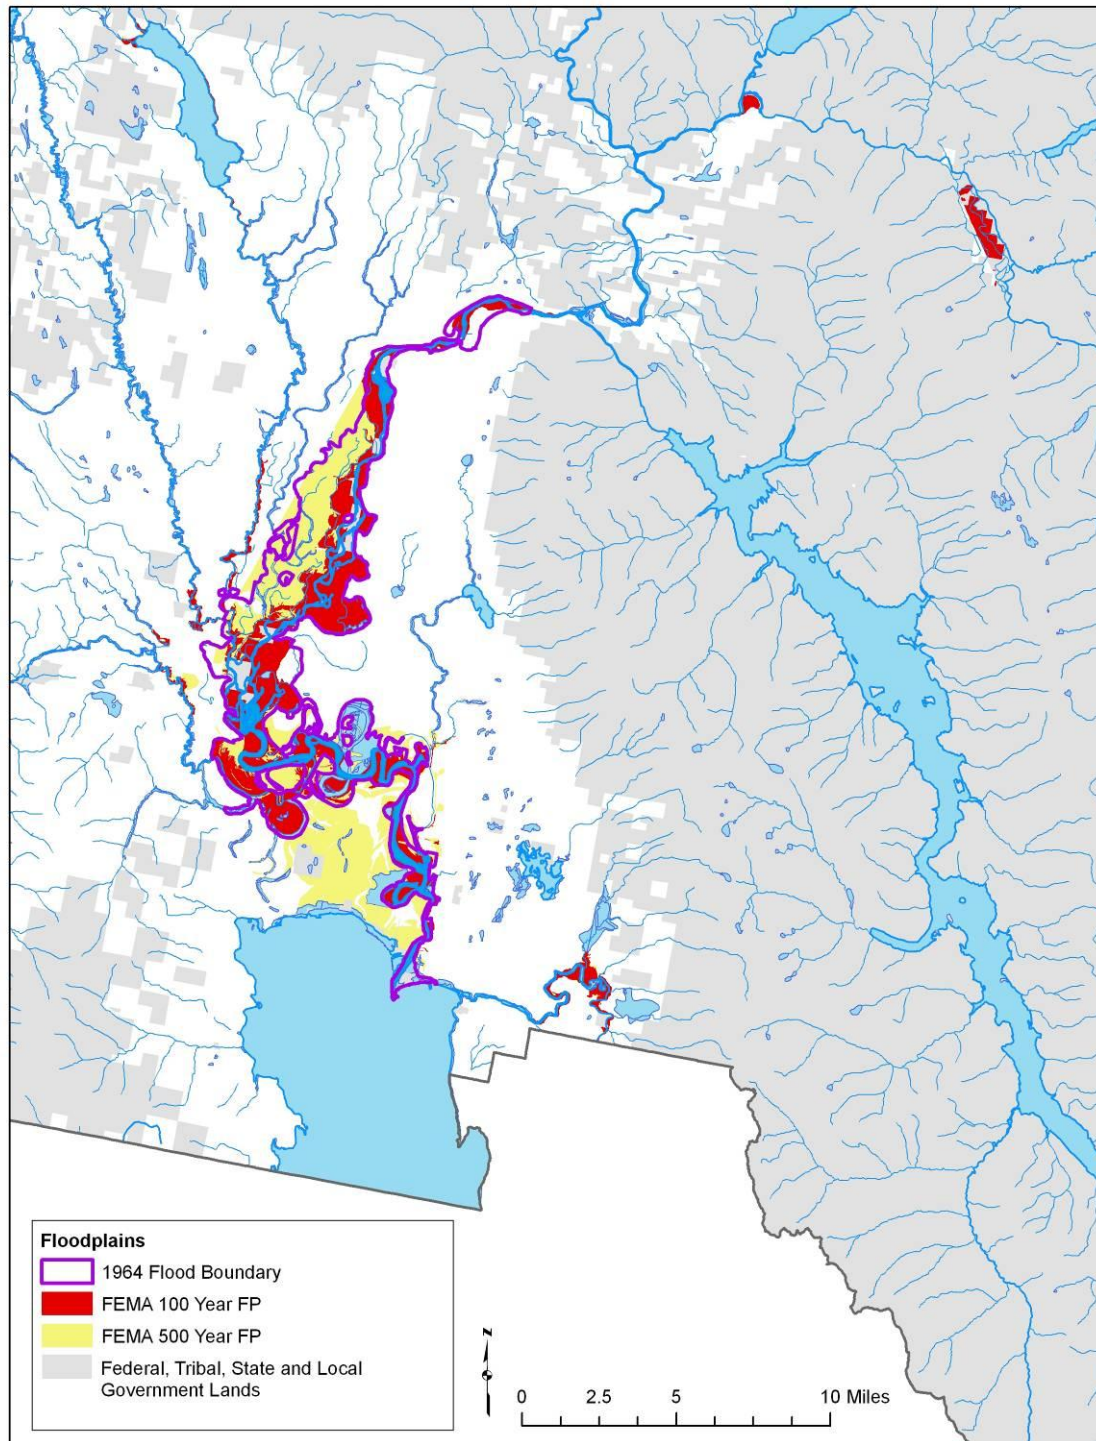 Floodplains
1964 Flood Boundary
FEMA 100 Year FP
FEMA 500 Year FP
Federal, Tribal, State and Local
Government Lands
Z
0 2.5 5 10 Miles